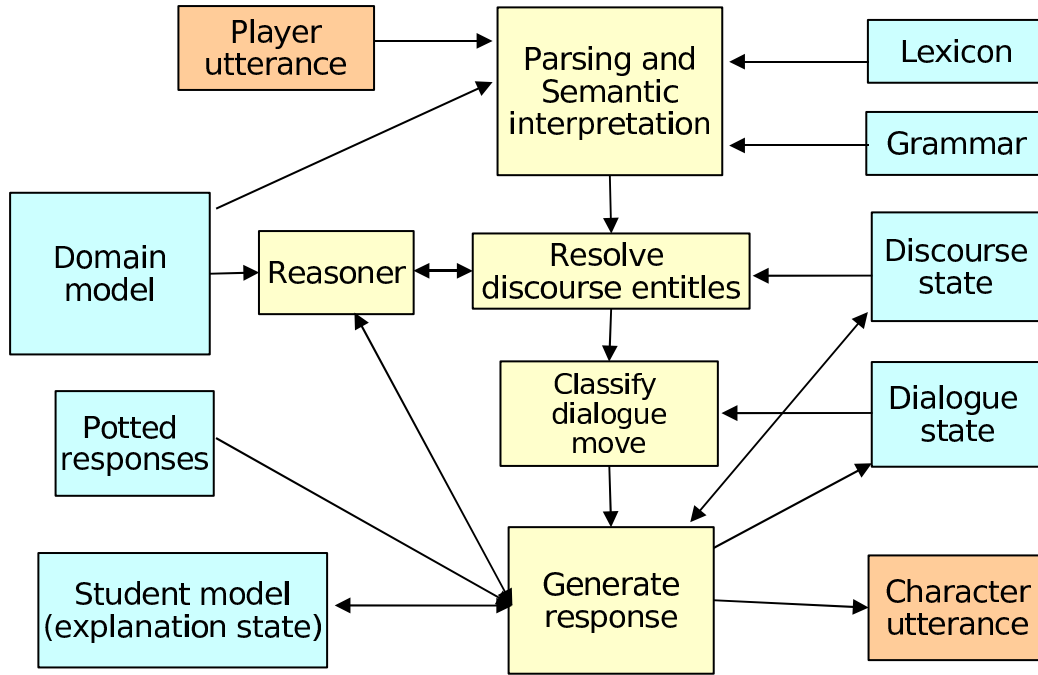 Player
utterance
Parsing and
Semantic
interpretation
Lexicon
Grammar
Domain
model
Reasoner
Resolve
discourse entitles
Discourse
state
Classify
dialogue
move
Dialogue
state
Potted
responses
Student model
(explanation state)
Generate
response
Character
utterance